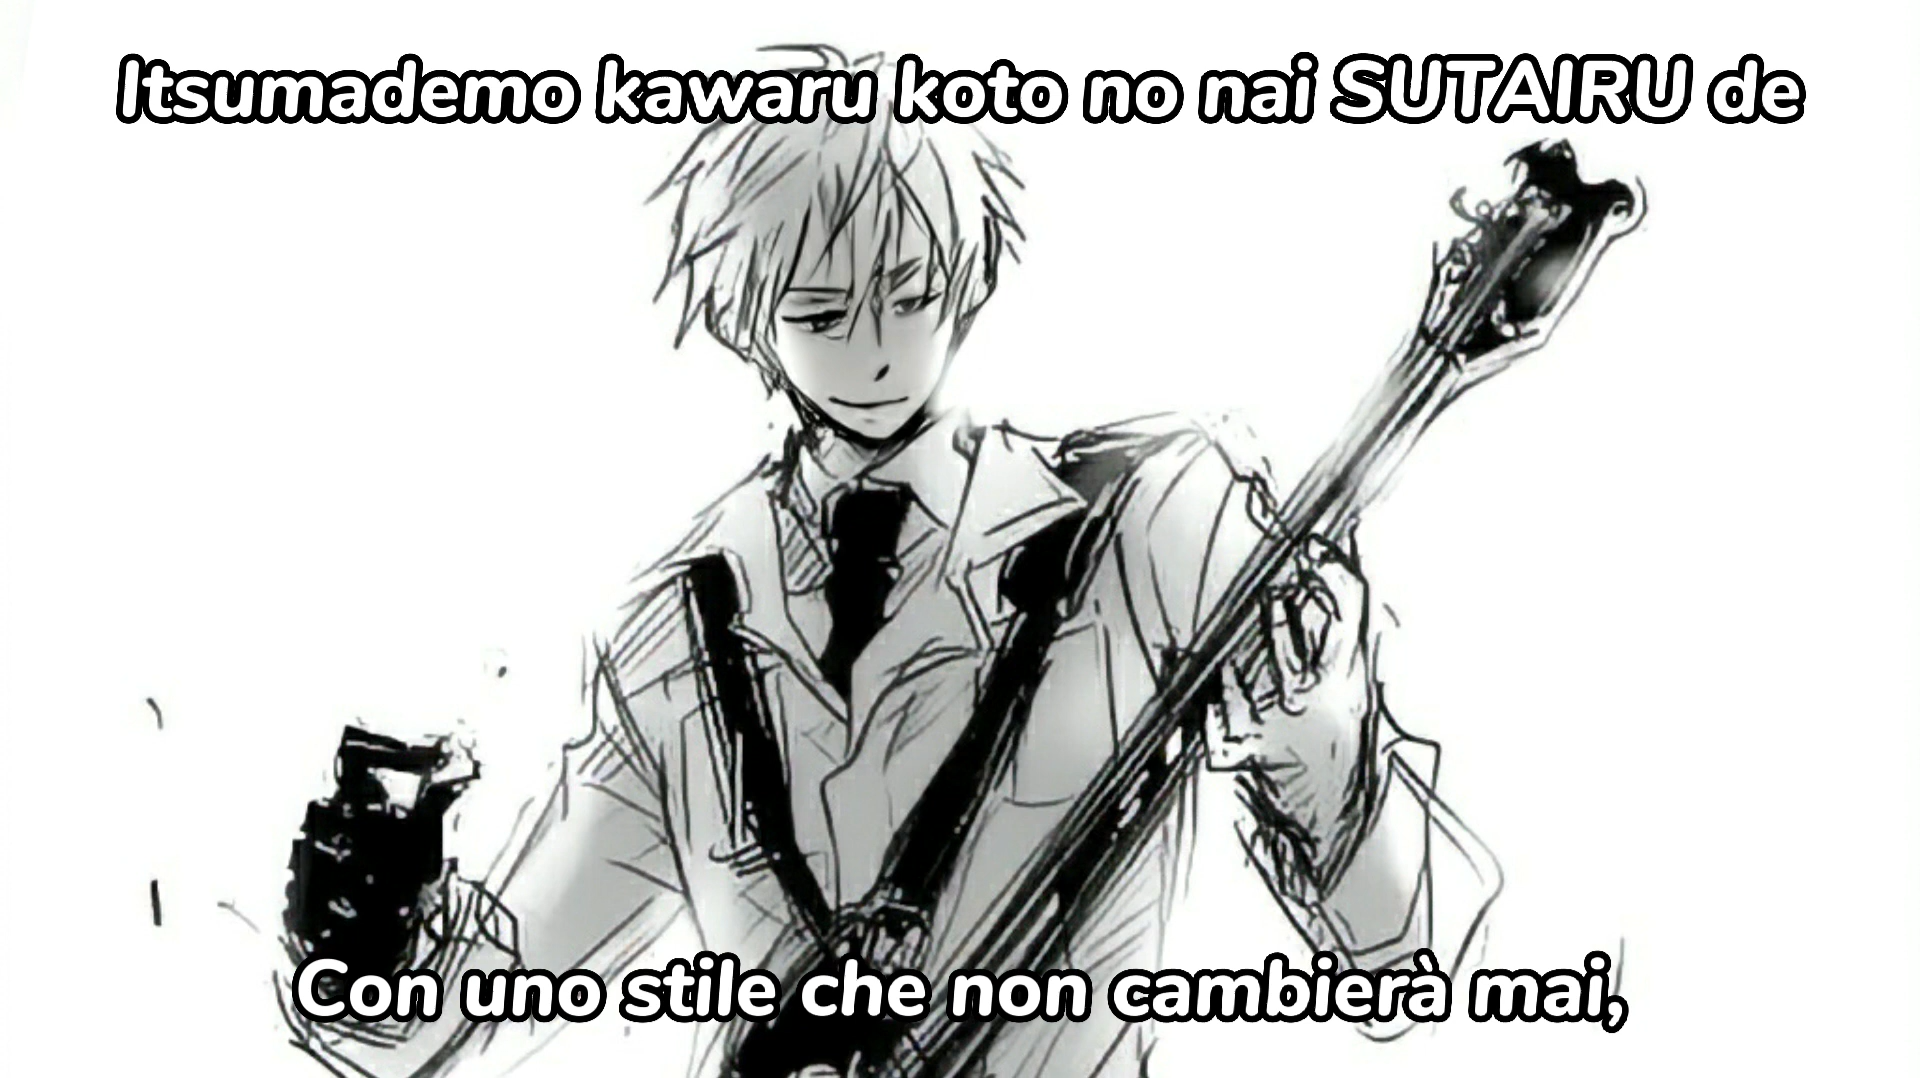 Itsumademo kawaru koto no nai SUTAIRU de
Con uno stile che non cambierà mai,